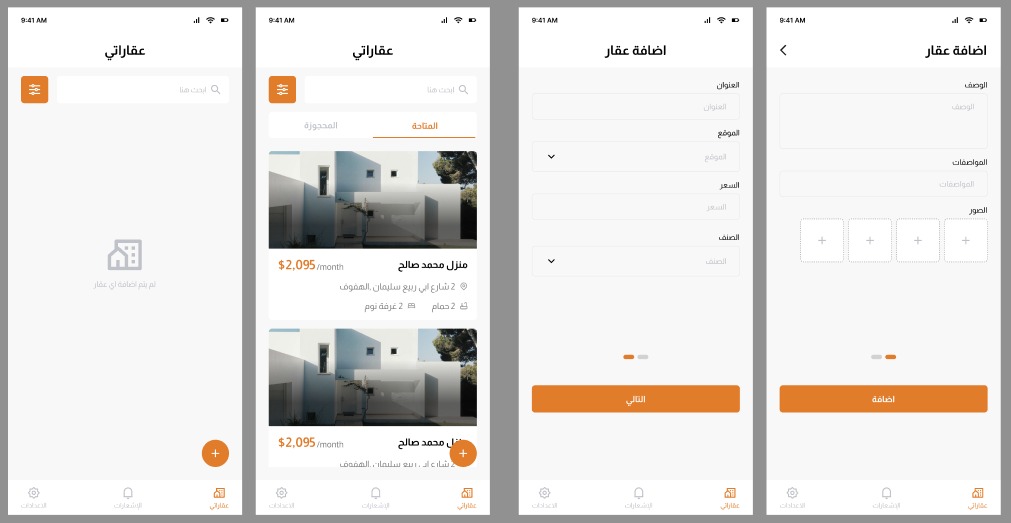 9:41 AM
عقاراتي
ابحث هنا
لم يتم اضافة اي عقار
+
عقاراتي
الإشعارات
الاعدادات
9:41 AM
عقاراتي
ابحث هنا
المتاحة
المحجوزة
منزل محمد صالح
$2,095/month
2 شارع ابي ربيع سليمان ,الهفوف
2 حمام
2 غرفة نوم
منزل محمد صالح
$2,095/month
2 شارع ابي ربيع سليمان ,الهفوف
+
عقاراتي
الإشعارات
الاعدادات
9:41 AM
اضافة عقار
العنوان
العنوان
الموقع
الموقع
السعر
السعر
الصنف
الصنف
التالي
عقاراتي
الإشعارات
الاعدادات
9:41 AM
اضافة عقار
الوصف
الوصف
المواصفات
المواصفات
الصور
+ + + +
اضافة
عقاراتي
الإشعارات
الاعدادات